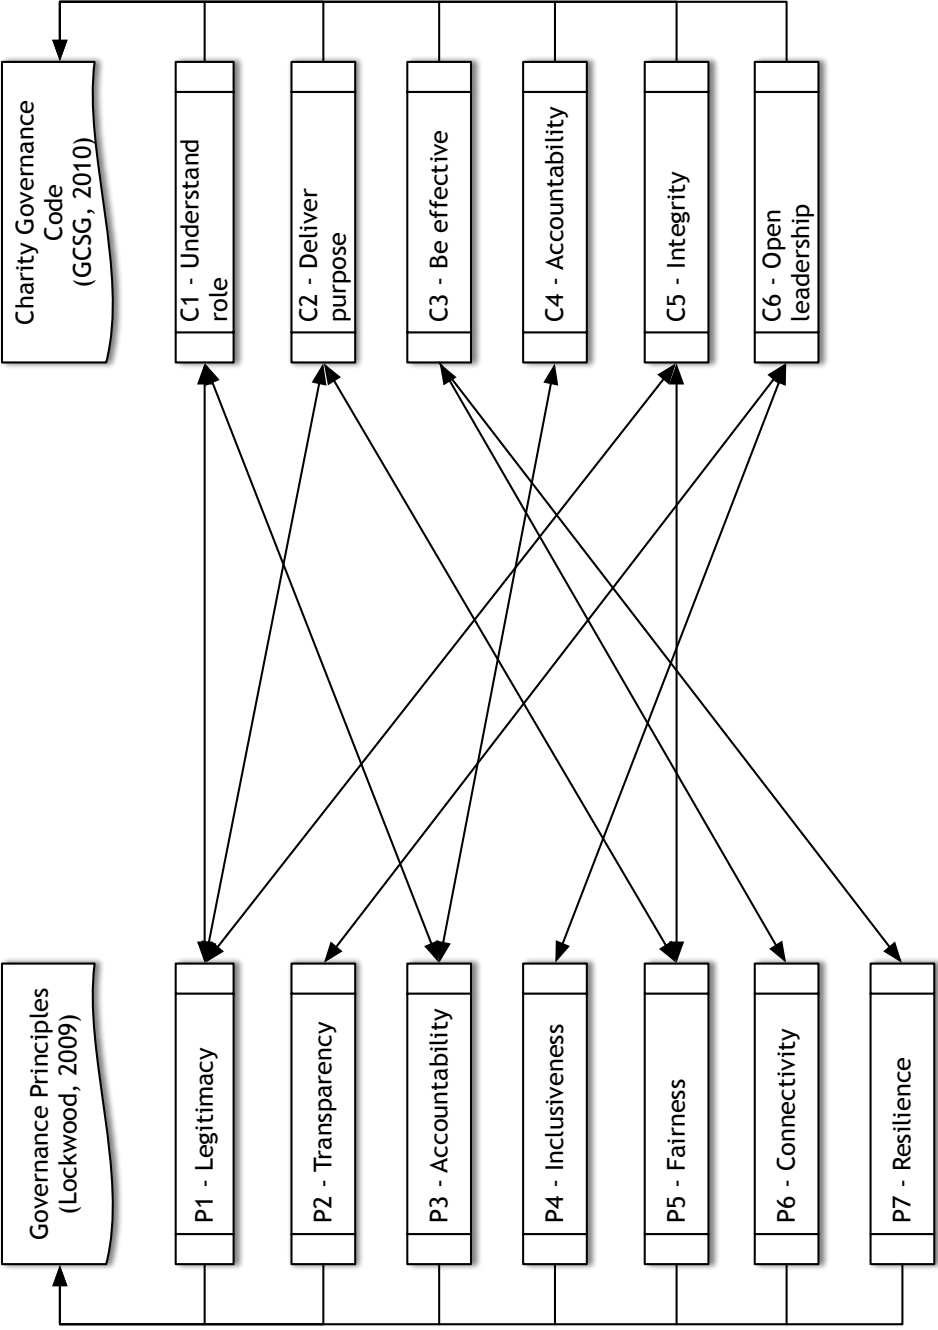 Governance Principles
(Lockwood, 2009)
P1 - Legitimacy
P2 - Transparency
P3 - Accountability
P4 - Inclusiveness
P5 - Fairness
P6 - Connectivity
P7 - Resilience
Charity Governance
Code
(GCSG, 2010)
C1 - Understand
role
C2 - Deliver
purpose
C3 - Be effective
C4 - Accountability
C5 - Integrity
C6 - Open
leadership